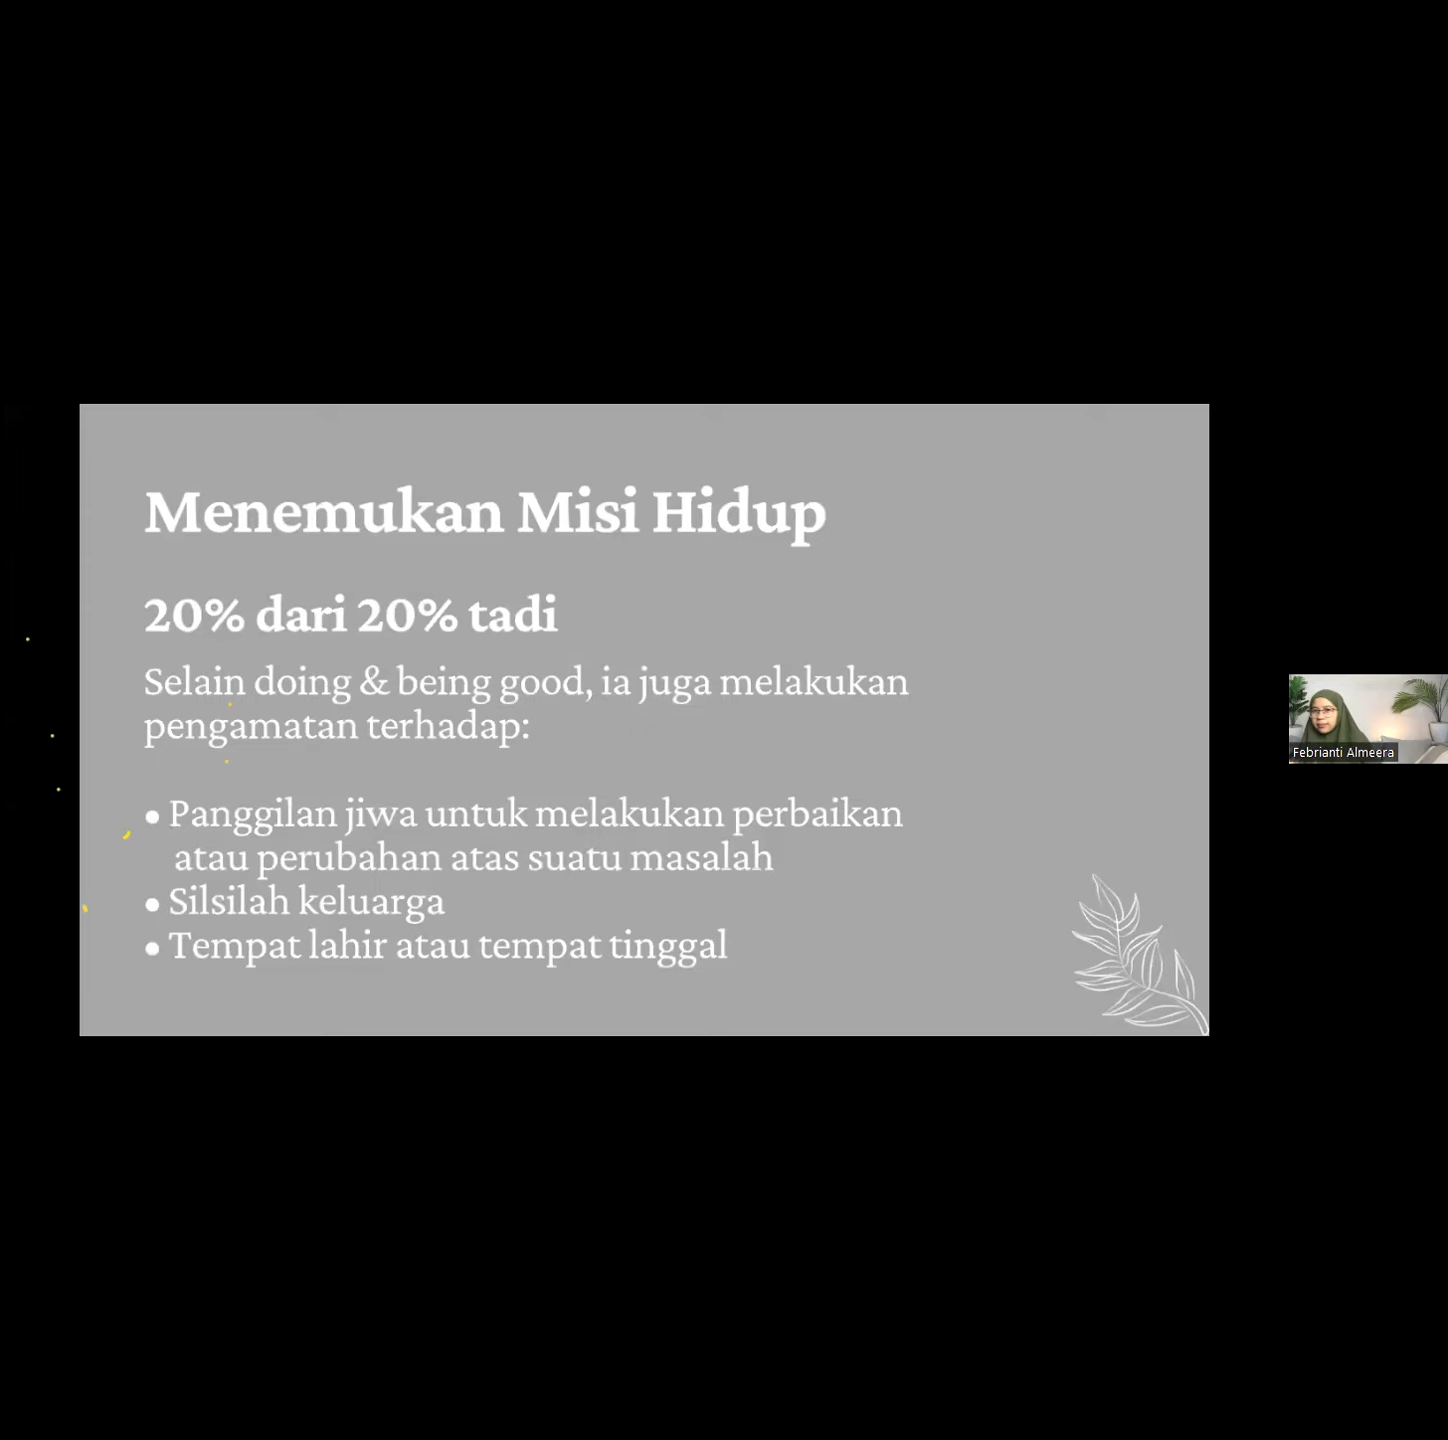 Menemukan Misi Hidup
20% dari 20% tadi
Selain doing & being good, ia juga melakukan
pengamatan terhadap:
• Panggilan jiwa untuk melakukan perbaikan
atau perubahan atas suatu masalah
• Silsilah keluarga
• Tempat lahir atau tempat tinggal
Febrianti Almeera